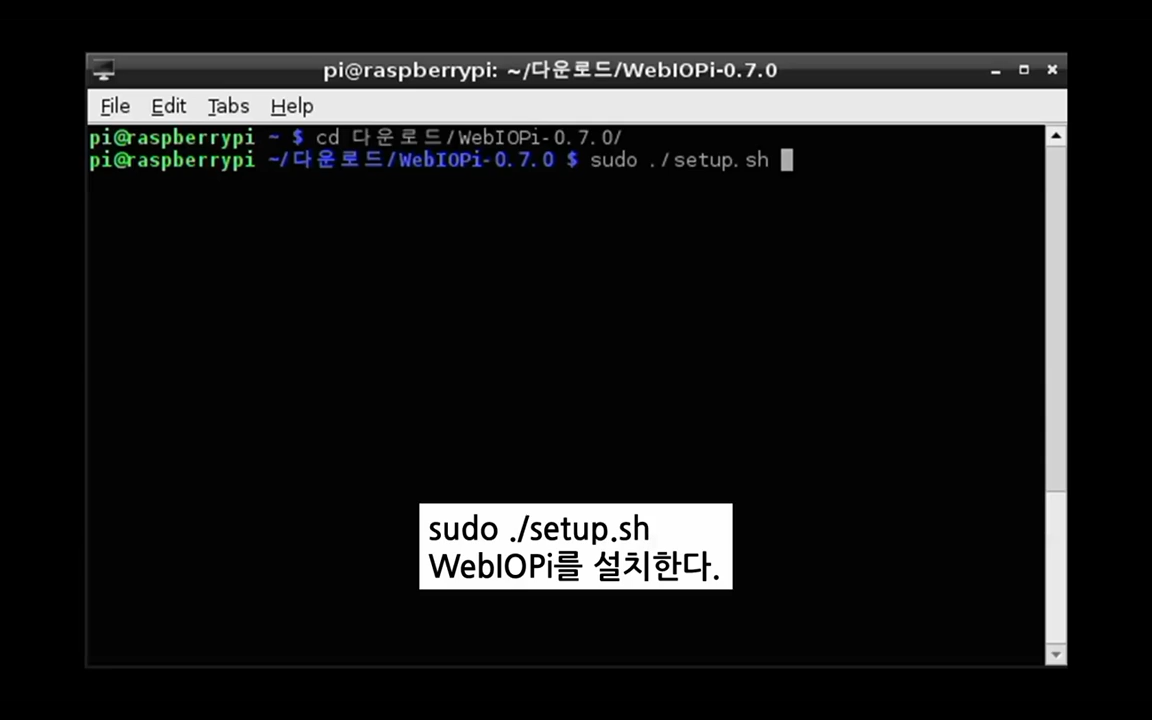 pi@raspberrypi: ~/다운로드/WebIOPi-0.7.0
File Edit Tabs Help
pi@raspberrypi ~ $ cd 다운로드/WebIOPi-0.7.0/
pi@raspberrypi ~/다운로드/WebIOPi-0.7.0 $ sudo ./setup.sh
sudo ./setup.sh
WebIOPi를 설치한다.